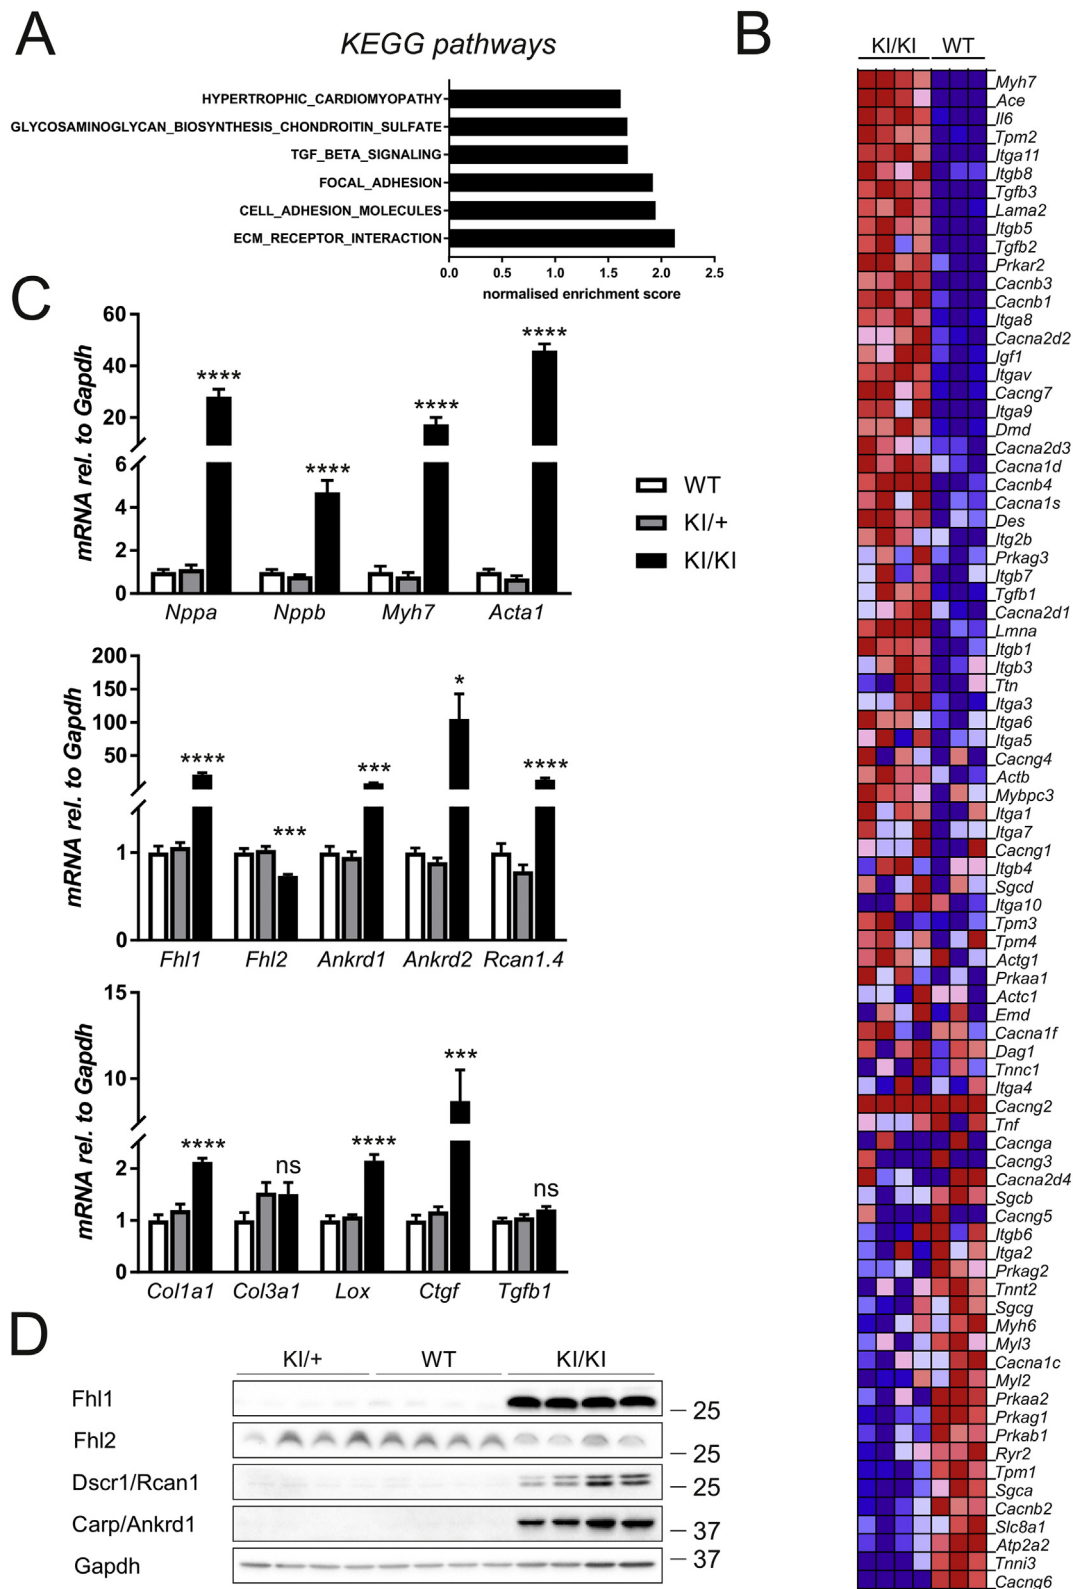 A
KEGG pathways
HYPERTROPHIC_CARDIOMYOPATHY
GLYCOSAMINOGLYCAN_BIOSYNTHESIS_CHONDROITIN_SULFATE
TGF_BETA_SIGNALING
FOCAL_ADHESION
CELL_ADHESION_MOLECULES
ECM_RECEPTOR_INTERACTION
0.0 0.5 1.0 1.5 2.0 2.5
normalised enrichment score
B
KI/KI WT
Myh7
Ace
Il6
Tpm2
Itga11
Itgb8
Tgfb3
Lama2
Itgb5
Tgfb2
Prkar2
Cacnb3
Cacnb1
Itga8
Cacna2d2
Igf1
Itgav
Cacng7
Itga9
Dmd
Cacna2d3
Cacna1d
Cacnb4
Cacna1s
Des
Itg2b
Prkag3
Itgb7
Tgfb1
Cacna2d1
Lmna
Itgb1
Itgb3
Ttn
Itga3
Itga6
Itga5
Cacng4
Actb
Mybpc3
Itga1
Itga7
Cacng1
Itgb4
Sgcd
Itga10
Tpm3
Tpm4
Actg1
Prkaa1
Actc1
Emd
Cacna1f
Dag1
Tnnc1
Itga4
Cacng2
Tnf
Cacnga
Cacng3
Cacna2d4
Sgcb
Cacng5
Itgb6
Itga2
Prkag2
Tnnt2
Sgcg
Myh6
Myl3
Cacna1c
Myl2
Prkaa2
Prkag1
Prkab1
Ryr2
Tpm1
Sgca
Cacnb2
Slc8a1
Atp2a2
Tnni3
Cacng6
C
mRNA rel. to Gapdh
60
40
20
6
4
2
0
**** **** **** ****
Nppa Nppb Myh7 Acta1
WT
KI/+
KI/KI
mRNA rel. to Gapdh
200
150
100
50
1
0
**** *** *** * ****
Fhl1 Fhl2 Ankrd1 Ankrd2 Rcan1.4
mRNA rel. to Gapdh
15
10
2
1
0
**** ns **** *** ns
Col1a1 Col3a1 Lox Ctgf Tgfb1
D
KI/+ WT KI/KI
Fhl1 25
Fhl2 25
Dscr1/Rcan1 25
Carp/Ankrd1 37
Gapdh 37